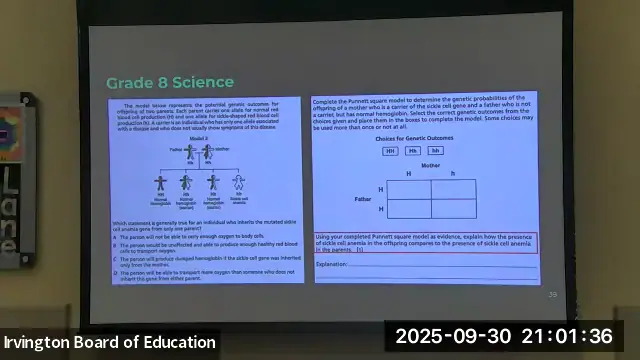 Grade 8 Science
The model below represents the potential genetic outcomes for
offspring of two parents. Each parent carries one allele for normal red
blood cell production (H) and one allele for sickle-shaped red blood cell
production (h). A carrier is an individual who has only one allele associated
with a disease and who does not usually show symptoms of this disease.
Father
Mother
Hh Hh
HH Hh Hh hh
Normal hemoglobin
Normal hemoglobin (carrier)
Normal hemoglobin (carrier)
Sickle cell anemia
Which statement is generally true for an individual who inherits the mutated sickle
cell anemia gene from only one parent?
A The person will not be able to carry enough oxygen to body cells.
B The person would be unaffected and able to produce enough healthy red blood
cells to transport oxygen.
C The person will produce damaged hemoglobin if the sickle cell gene was inherited
only from the mother.
D The person will be able to transport more oxygen than someone who does not
inherit the gene from either parent.
Complete the Punnett square model to determine the genetic probabilities of the
offspring of a mother who is a carrier of the sickle cell gene and a father who is not
a carrier, but has normal hemoglobin. Select the correct genetic outcomes from the
choices given and place them in the boxes to complete the model. Some choices may
be used more than once or not at all.
Choices for Genetic Outcomes
HH Hh hh
Mother
H h
Father
H
H
Using your completed Punnett square model as evidence, explain how the presence
of sickle cell anemia in the offspring compares to the presence of sickle cell anemia
in the parents. [1]
Explanation:
39
Lane
Irvington Board of Education
2025-09-30 21:01:36